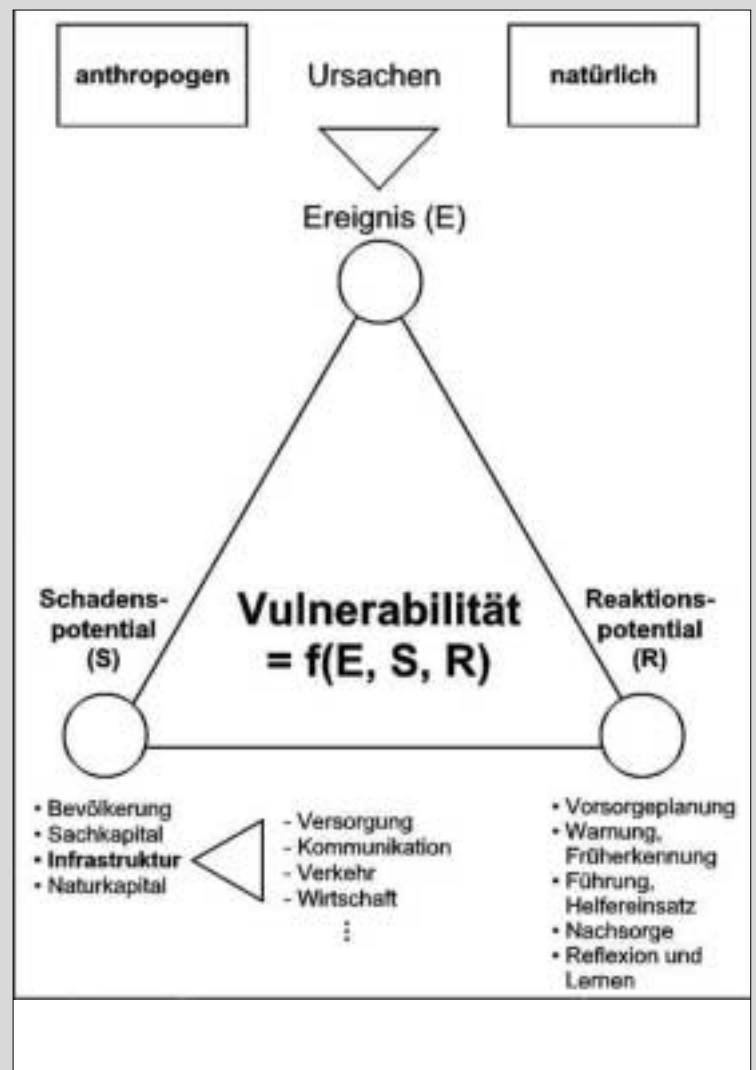 anthropogen
Ursachen
natürlich
Ereignis (E)
Schadens-
potential
(S)
Vulnerabilität
= f(E, S, R)
Reaktions-
potential
(R)
• Bevölkerung
• Sachkapital
• Infrastruktur
• Naturkapital
- Versorgung
- Kommunikation
- Verkehr
- Wirtschaft
⋮
• Vorsorgeplanung
• Warnung,
Früherkennung
• Führung,
Helfereinsatz
• Nachsorge
• Reflexion und
Lernen